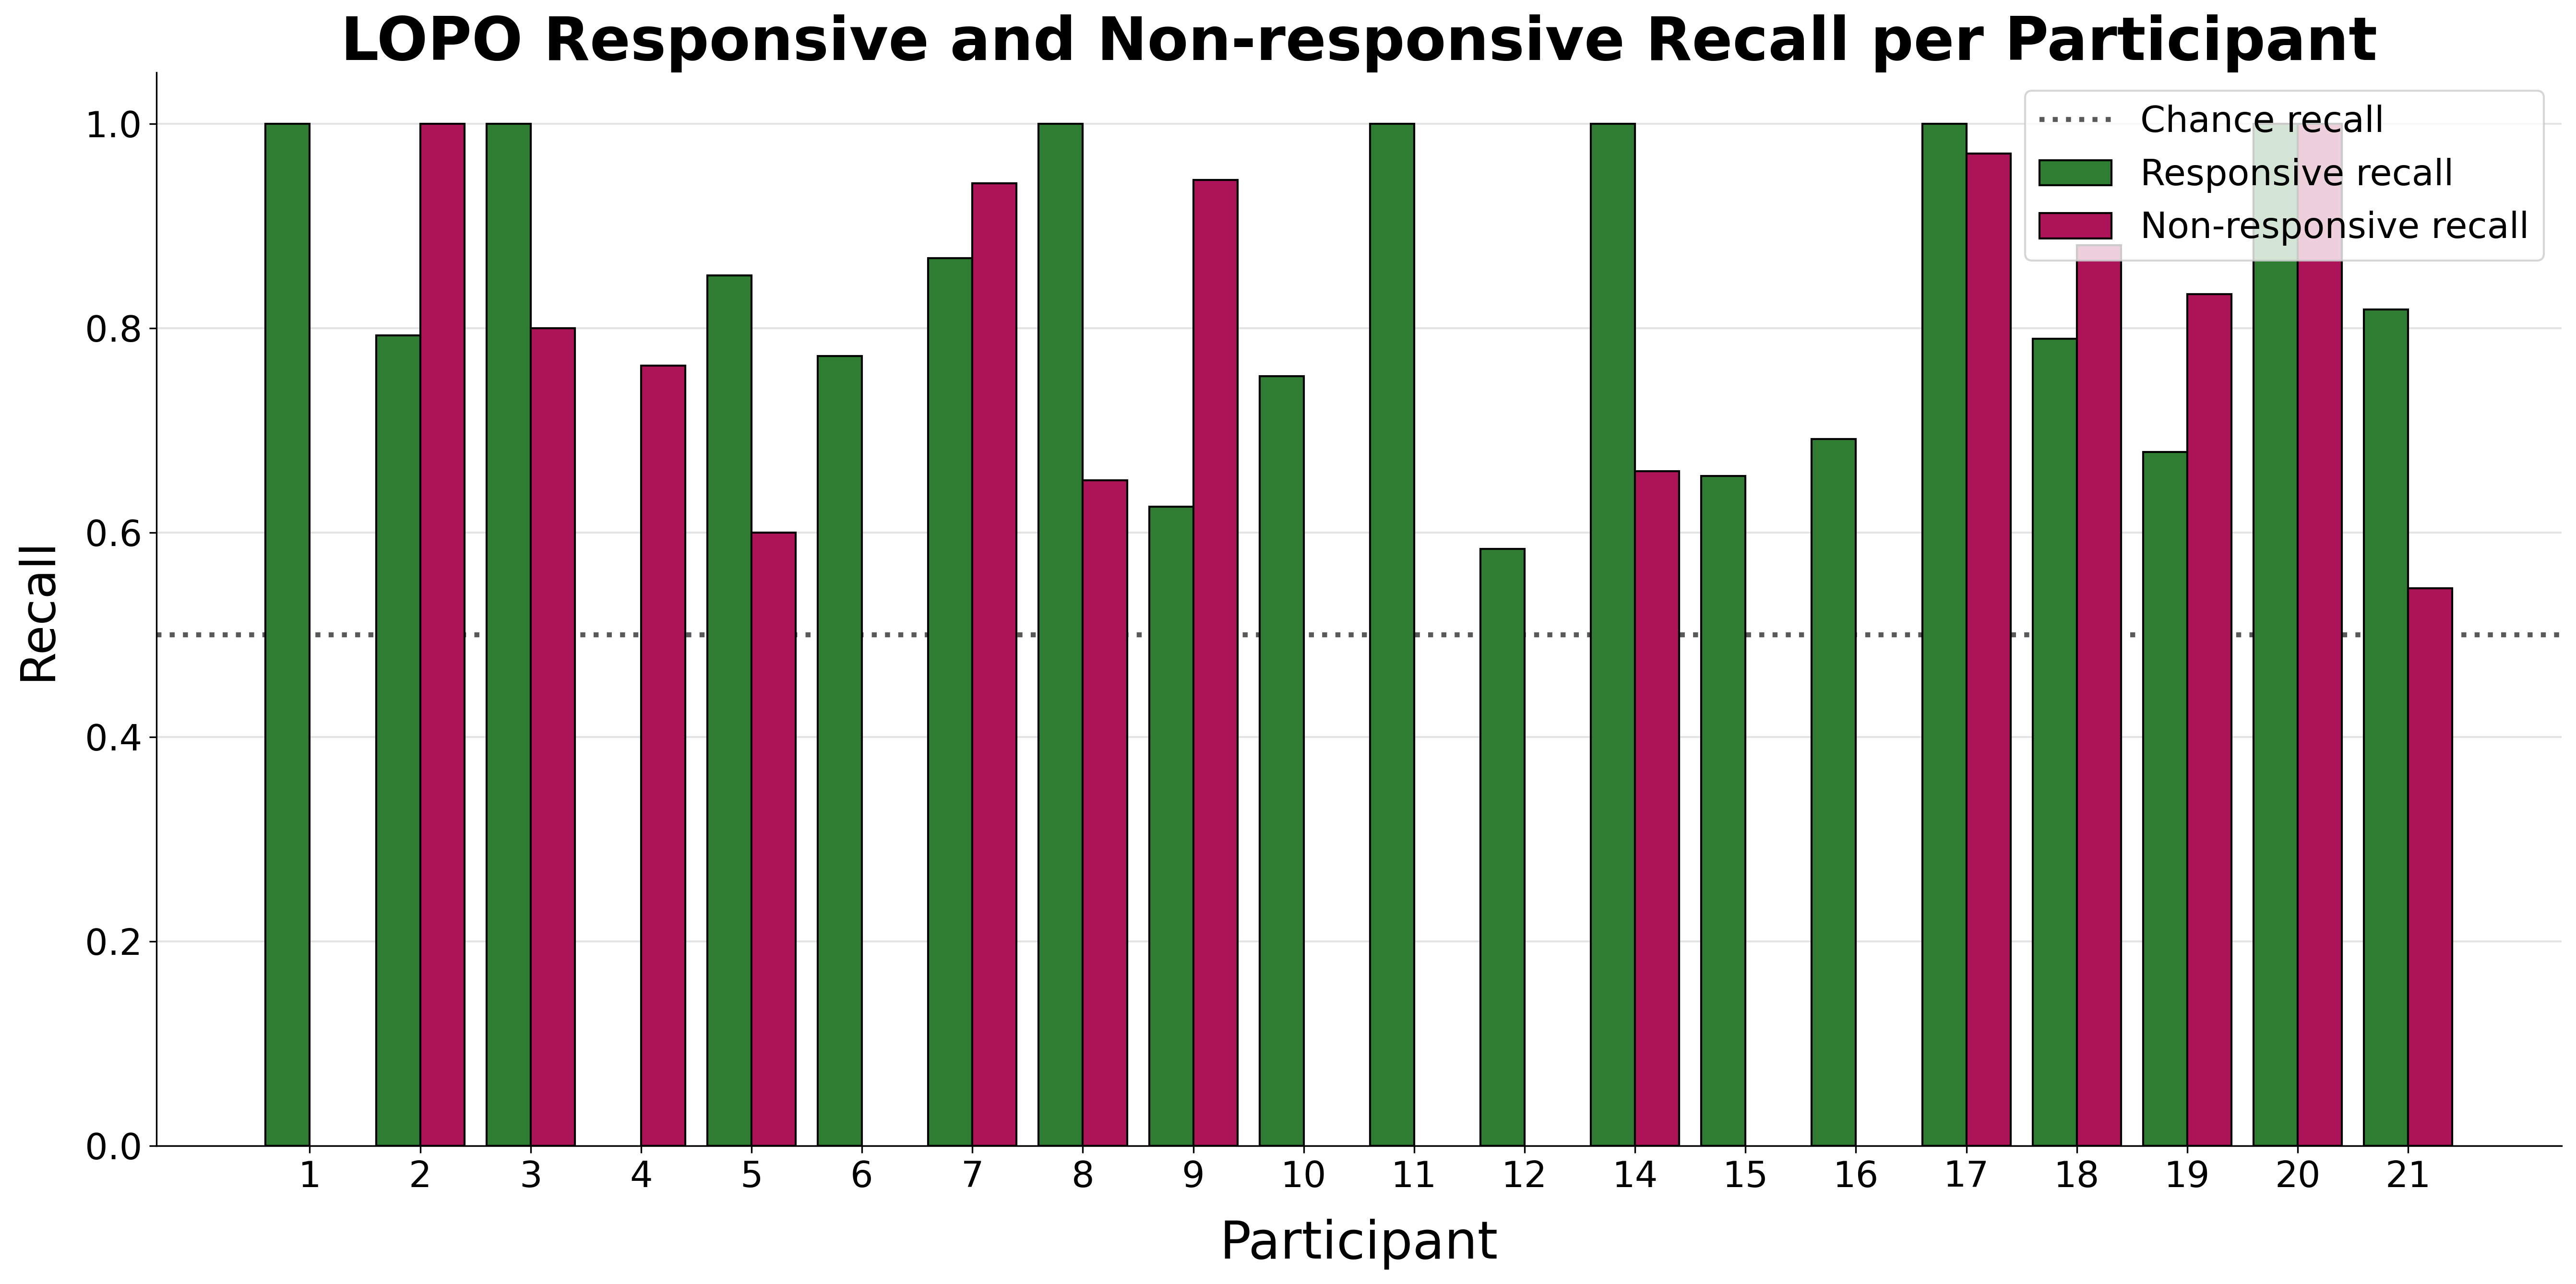 LOPO Responsive and Non-responsive Recall per Participant
Chance recall
Responsive recall
Non-responsive recall
Recall
1.0
0.8
0.6
0.4
0.2
0.0
1 2 3 4 5 6 7 8 9 10 11 12 14 15 16 17 18 19 20 21
Participant